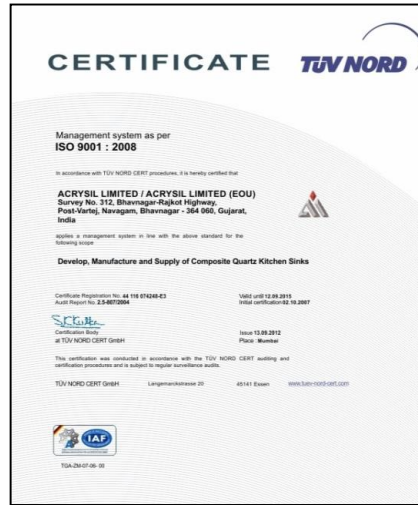 CERTIFICATE
TÜV NORD
Management system as per
ISO 9001 : 2008
In accordance with TÜV NORD CERT procedures, it is hereby certified that
ACRYSIL LIMITED / ACRYSIL LIMITED (EOU)
Survey No. 312, Bhavnagar-Rajkot Highway,
Post-Vartej, Navagam, Bhavnagar - 364 060, Gujarat,
India
applies a management system in line with the above standard for the
following scope
Develop, Manufacture and Supply of Composite Quartz Kitchen Sinks
Certificate Registration No. 44 116 074248-E3
Audit Report No. 2.5-807/2004
Valid until 12.09.2015
Initial certification 02.10.2007
Certification Body
at TÜV NORD CERT GmbH
Issue 13.09.2012
Place Mumbai
This certification was conducted in accordance with the TÜV NORD CERT auditing and
certification procedures and is subject to regular surveillance audits.
TÜV NORD CERT GmbH Langemarckstrasse 20 45141 Essen www.tuev-nord-cert.com
IAF
TGA-ZM-07-06- 00